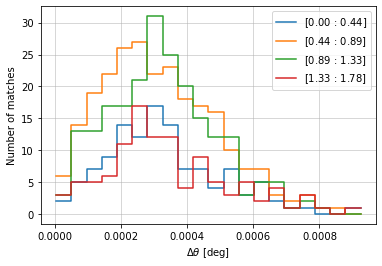 [0.00 : 0.44]
[0.44 : 0.89]
[0.89 : 1.33]
[1.33 : 1.78]
Number of matches
30
25
20
15
10
5
0
0.0000 0.0002 0.0004 0.0006 0.0008
Δθ [deg]